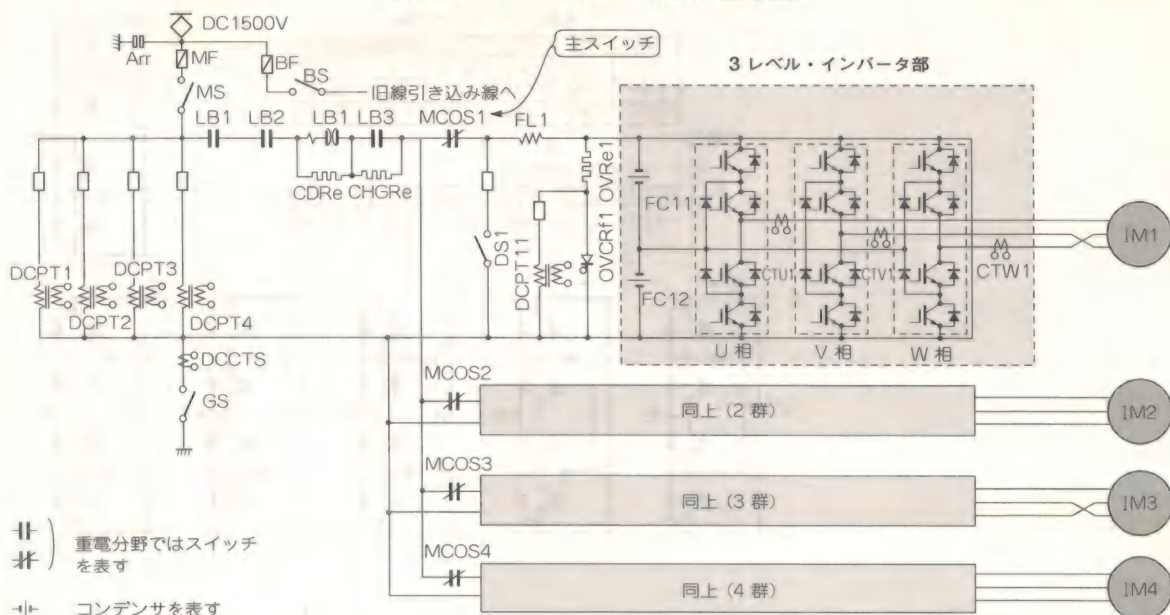 DC1500V
Arr
MF
BF
BS
旧線引き込み線へ
MS
主スイッチ
3 レベル・インバータ部
LB1
LB2
LB1
LB3
MCOS1
FL1
CDRe
CHGRe
OVRe1
FC11
DS1
DCPT11
OVCRf1
FC12
CTU1
CTV1
CTW1
IM1
U 相
V 相
W 相
DCPT1
DCPT2
DCPT3
DCPT4
DCCTS
GS
MCOS2
同上 (2 群)
IM2
MCOS3
同上 (3 群)
IM3
MCOS4
同上 (4 群)
IM4
重電分野ではスイッチ
を表す
コンデンサを表す